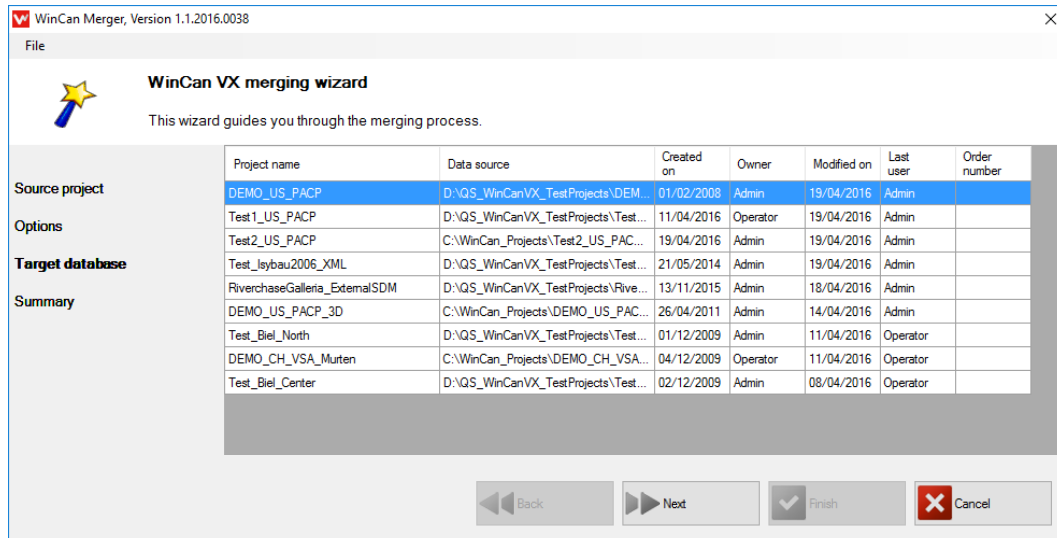 WinCan Merger, Version 1.1.2016.0038
File
WinCan VX merging wizard
This wizard guides you through the merging process.
Source project
Options
Target database
Summary
Project name Data source Created on Owner Modified on Last user Order number
DEMO_US_PACP D:\QS_WinCanVX_TestProjects\DEM... 01/02/2008 Admin 19/04/2016 Admin
Test1_US_PACP D:\QS_WinCanVX_TestProjects\Test... 11/04/2016 Operator 19/04/2016 Admin
Test2_US_PACP C:\WinCan_Projects\Test2_US_PAC... 19/04/2016 Admin 19/04/2016 Admin
Test_Isybau2006_XML D:\QS_WinCanVX_TestProjects\Test... 21/05/2014 Admin 19/04/2016 Admin
RiverchaseGalleria_ExternalSDM D:\QS_WinCanVX_TestProjects\Rive... 13/11/2015 Admin 18/04/2016 Admin
DEMO_US_PACP_3D C:\WinCan_Projects\DEMO_US_PAC... 26/04/2011 Admin 14/04/2016 Admin
Test_Biel_North D:\QS_WinCanVX_TestProjects\Test... 01/12/2009 Admin 11/04/2016 Operator
DEMO_CH_VSA_Murten C:\WinCan_Projects\DEMO_CH_VSA... 04/12/2009 Operator 11/04/2016 Operator
Test_Biel_Center D:\QS_WinCanVX_TestProjects\Test... 02/12/2009 Admin 08/04/2016 Operator
Back Next Finish Cancel